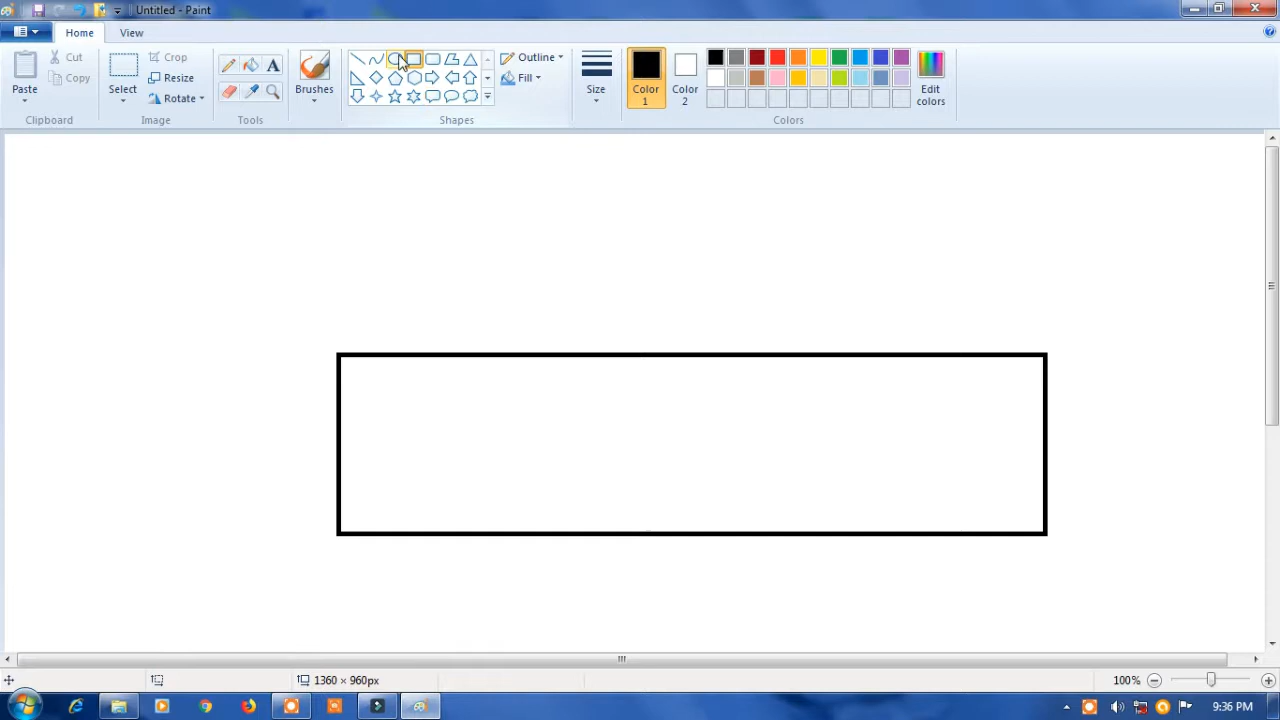 Untitled - Paint
Home
View
Paste
Cut
Copy
Clipboard
Select
Crop
Resize
Rotate
Image
Tools
Brushes
Shapes
Outline
Fill
Size
Color
1
Color
2
Edit
colors
Colors
1360 × 960px
100%
9:36 PM